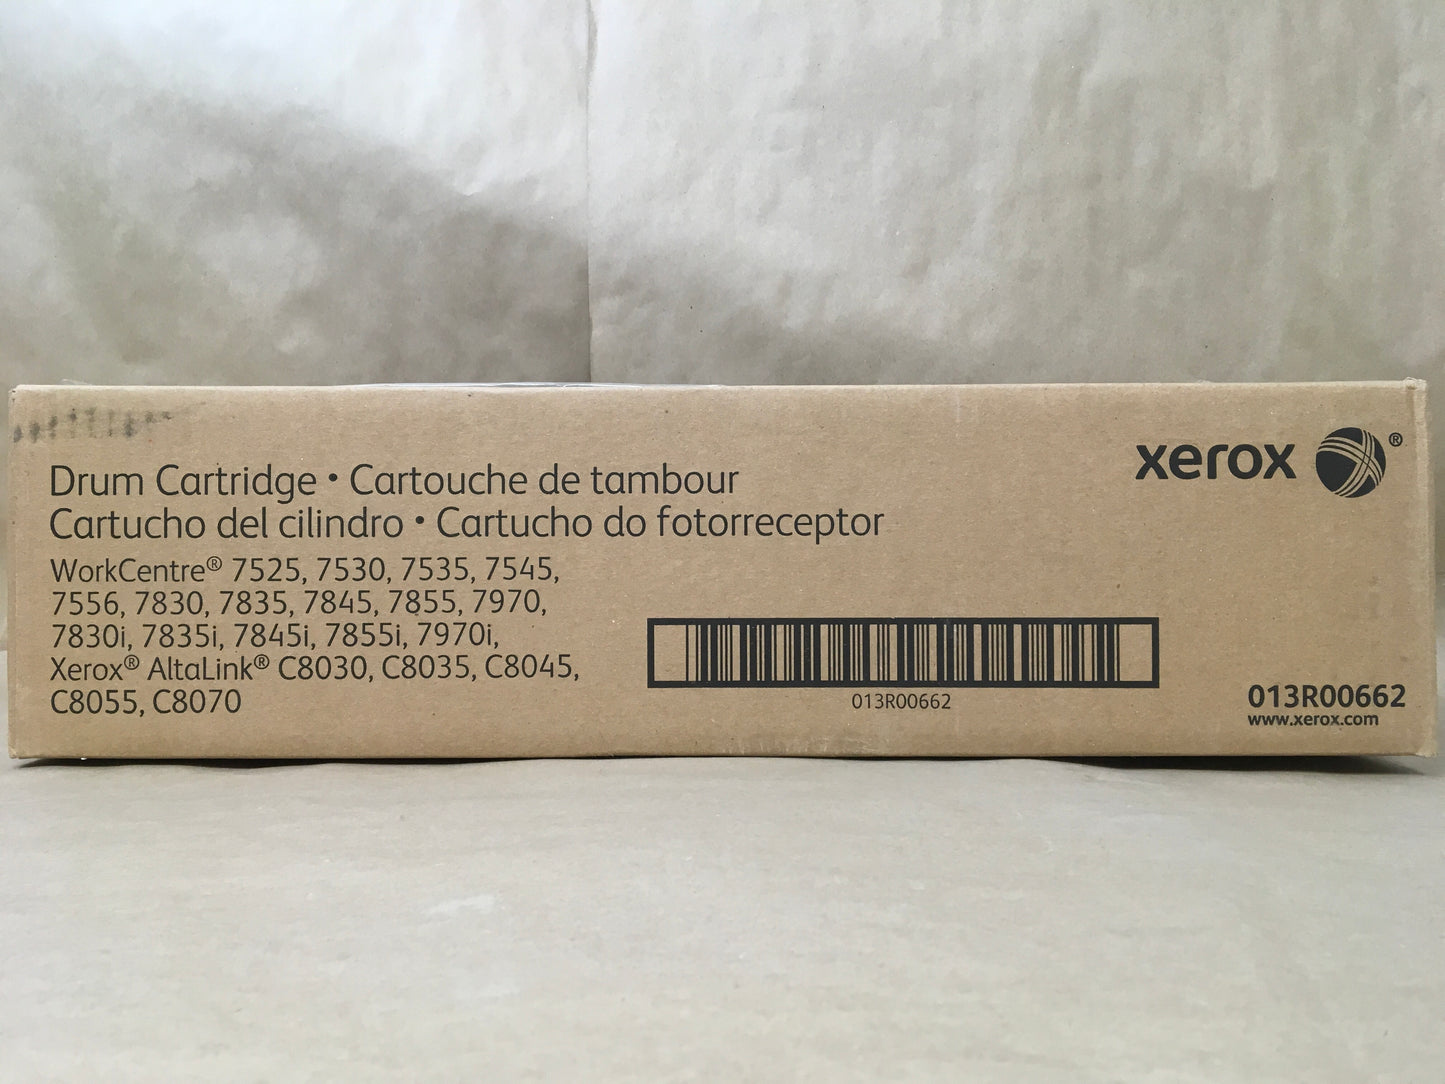 xerox ®
Drum Cartridge • Cartouche de tambour
Cartucho del cilindro • Cartucho do fotorreceptor
WorkCentre® 7525, 7530, 7535, 7545,
7556, 7830, 7835, 7845, 7855, 7970,
7830i, 7835i, 7845i, 7855i, 7970i,
Xerox® AltaLink® C8030, C8035, C8045,
C8055, C8070
013R00662
013R00662
www.xerox.com